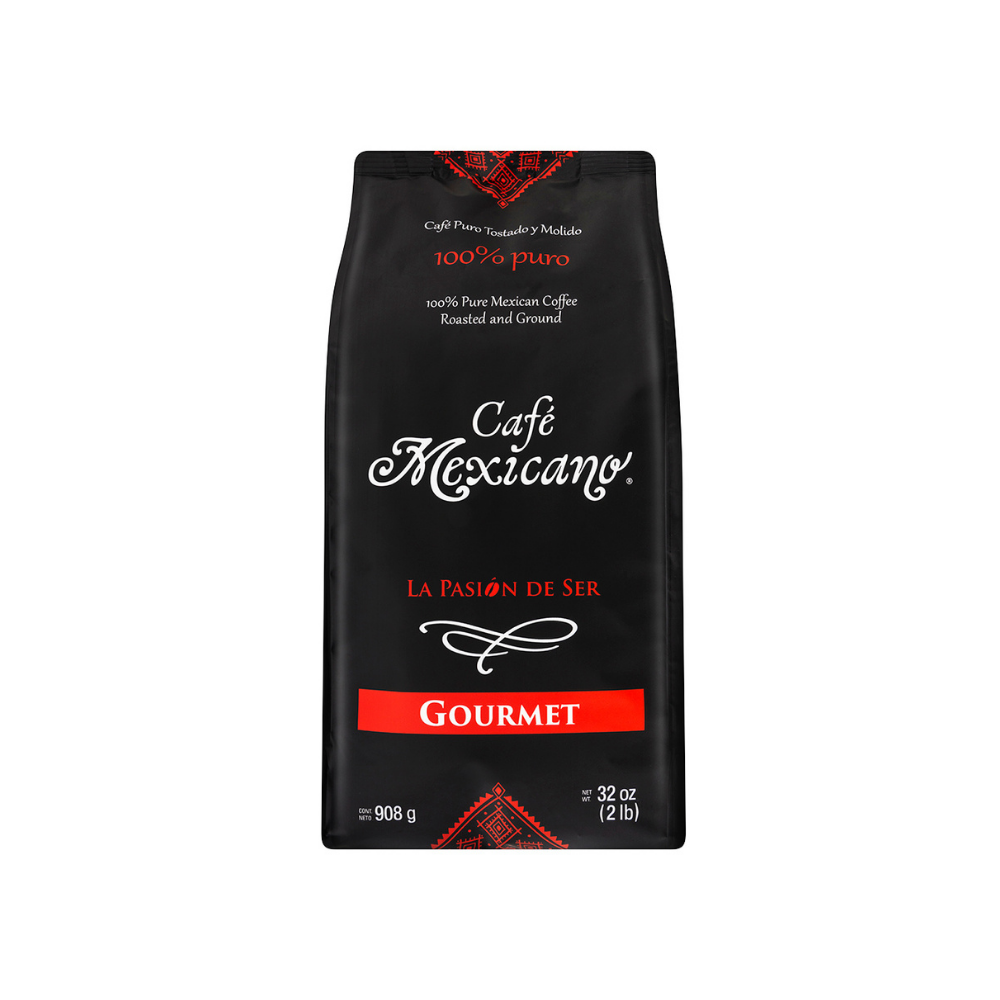 Café Puro Tostado y Molido
100% puro
100% Pure Mexican Coffee
Roasted and Ground
Café
Mexicano®
LA PASIÓN DE SER
GOURMET
CONT. NETO 908 g
NET WT 32 oz
(2 lb)